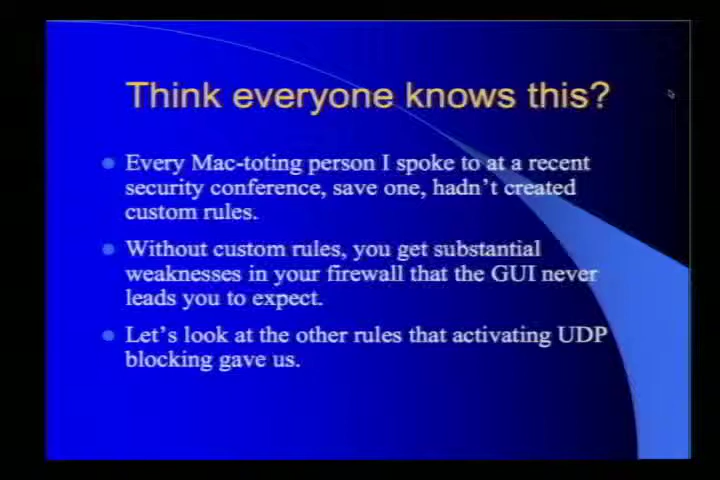 Think everyone knows this?
Every Mac-toting person I spoke to at a recent
security conference, save one, hadn't created
custom rules.
Without custom rules, you get substantial
weaknesses in your firewall that the GUI never
leads you to expect.
Let's look at the other rules that activating UDP
blocking gave us.